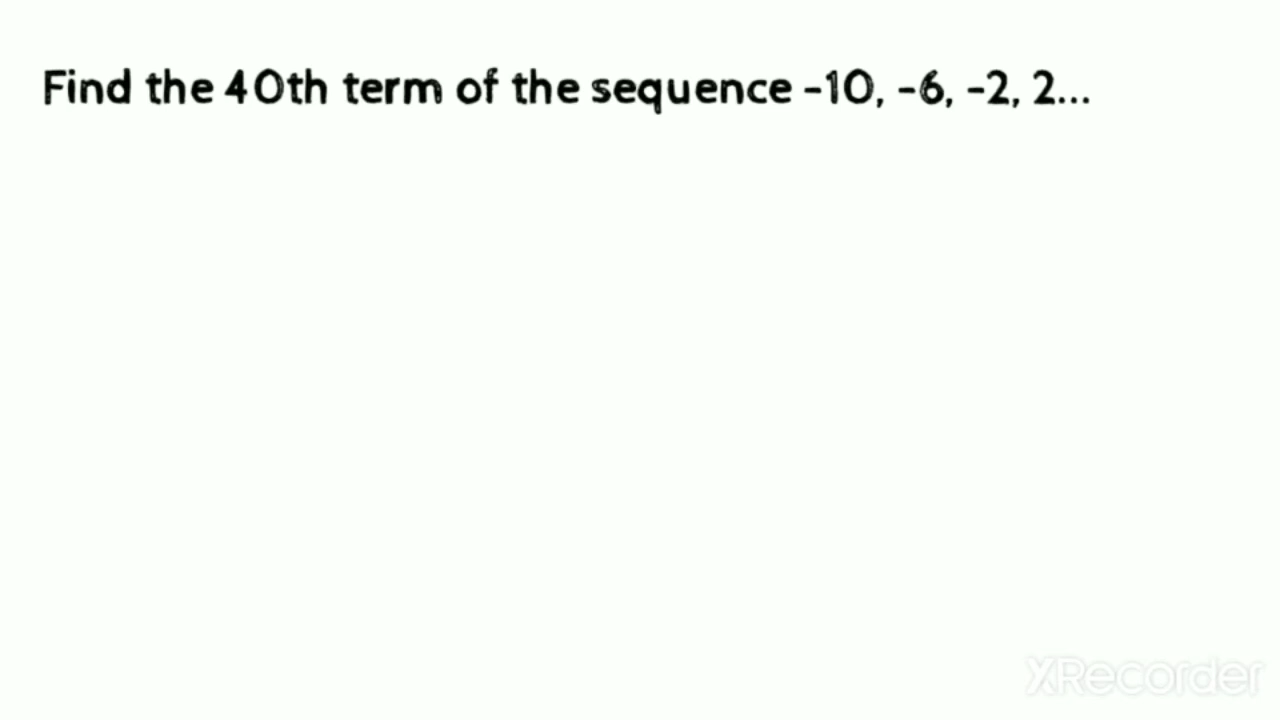 Find the 40th term of the sequence -10, -6, -2, 2...
XRecorder